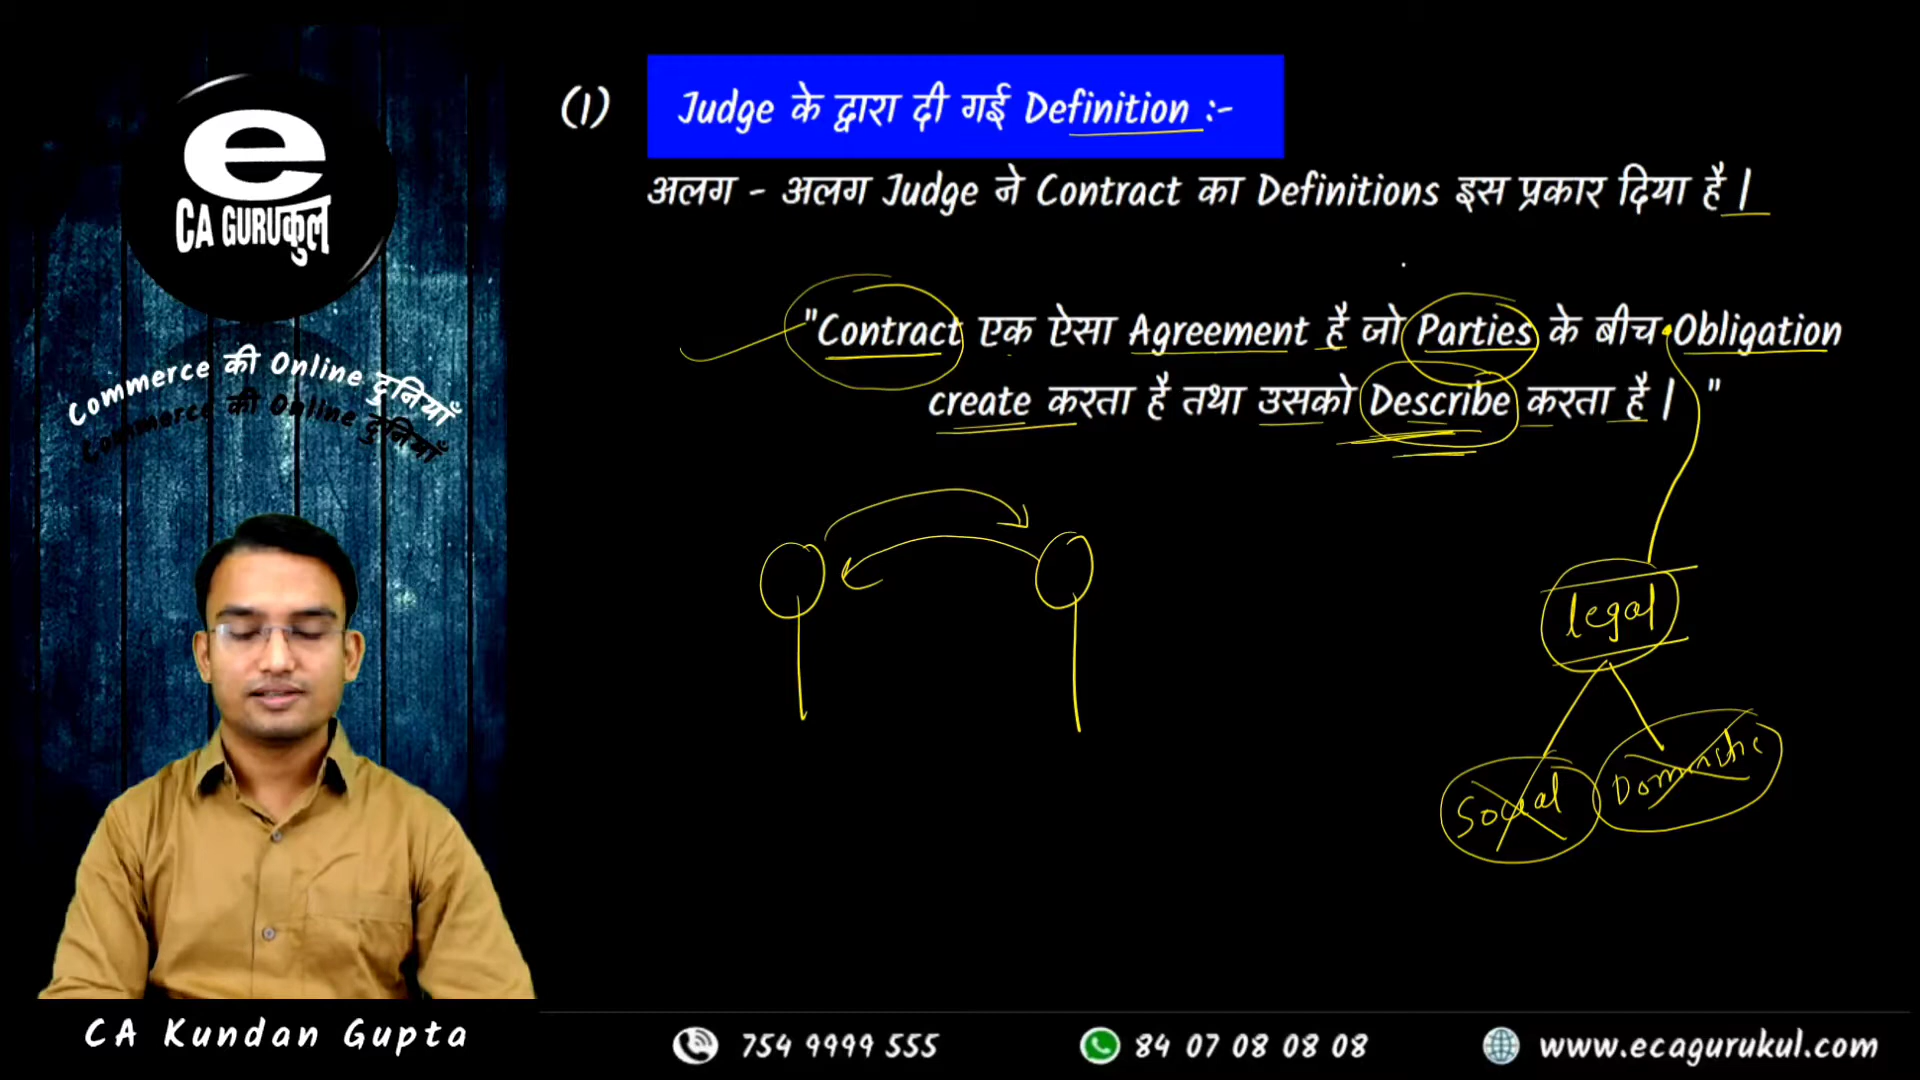 e
CA GURUकुल
Commerce की Online दुनियाँ
Commerce की Online दुनियाँ
(1) Judge के द्वारा दी गई Definition :-
अलग - अलग Judge ने Contract का Definitions इस प्रकार दिया है |
"Contract एक ऐसा Agreement है जो Parties के बीच Obligation
create करता है तथा उसको Describe करता है | "
legal
Social
CA Kundan Gupta
754 9999 555
84 07 08 08 08
www.ecagurukul.com